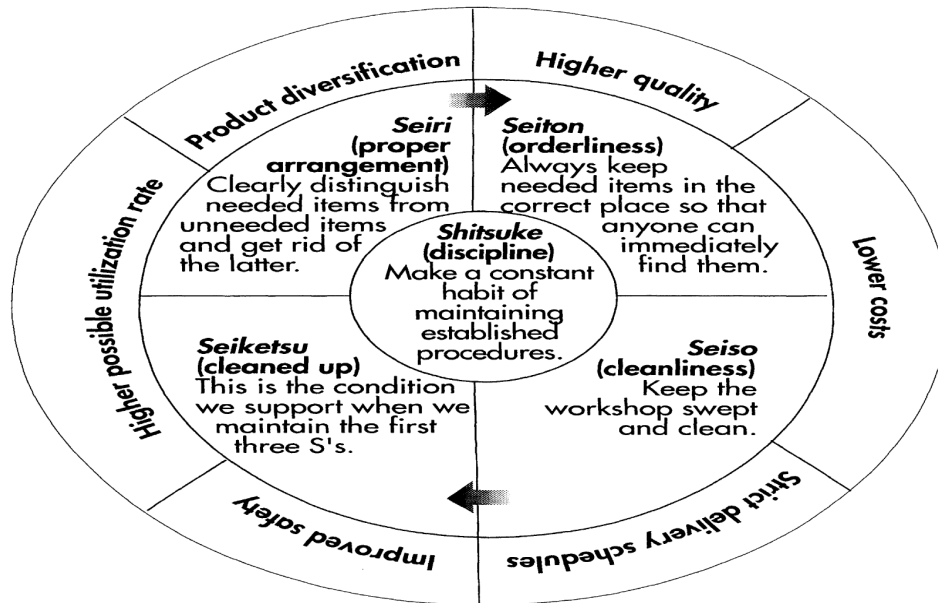 Product diversification
Higher quality
Lower costs
Strict delivery schedules
Improved safety
Higher possible utilization rate
Seiri
(proper
arrangement)
Clearly distinguish
needed items from
unneeded items
and get rid of
the latter.
Seiton
(orderliness)
Always keep
needed items in the
correct place so that
anyone can
immediately
find them.
Shitsuke
(discipline)
Make a constant
habit of
maintaining
established
procedures.
Seiketsu
(cleaned up)
This is the condition
we support when we
maintain the first
three S's.
Seiso
(cleanliness)
Keep the
workshop swept
and clean.